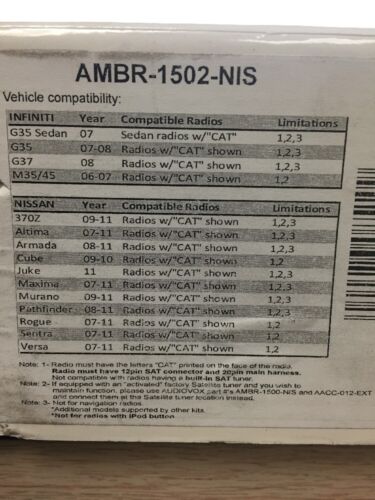 AMBR-1502-NIS
Vehicle compatibility:
INFINITI Year Compatible Radios Limitations
G35 Sedan 07 Sedan radios w/"CAT" 1,2,3
G35 07-08 Radios w/"CAT" shown 1,2,3
G37 08 Radios w/"CAT" shown 1,2,3
M35/45 06-07 Radios w/"CAT" shown 1,2
NISSAN Year Compatible Radios Limitations
370Z 09-11 Radios w/"CAT" shown 1,2,3
Altima 07-11 Radios w/"CAT" shown 1,2,3
Armada 08-11 Radios w/"CAT" shown 1,2,3
Cube 09-10 Radios w/"CAT" shown 1,2
Juke 11 Radios w/"CAT" shown 1,2,3
Maxima 07-11 Radios w/"CAT" shown 1,2,3
Murano 09-11 Radios w/"CAT" shown 1,2,3
Pathfinder 08-11 Radios w/"CAT" shown 1,2,3
Rogue 07-11 Radios w/"CAT" shown 1,2
Sentra 07-11 Radios w/"CAT" shown 1,2
Versa 07-11 Radios w/"CAT" shown 1,2
Note: 1- Radio must have the letters "CAT" printed on the face of the radio.
Radio must have 12pin SAT connector and 20pin main harness.
Not compatible with radios having a built-in SAT tuner.
Note: 2- If equipped with an "activated" factory Satellite tuner and you wish to
maintain function, please use AUDIOVOX part #'s AMBR-1500-NIS and AACC-012-EXT
and connect them at the Satellite tuner location instead.
Note: 3- Not for navigation radios.
*Additional models supported by other kits.
*Not for radios with iPod button.